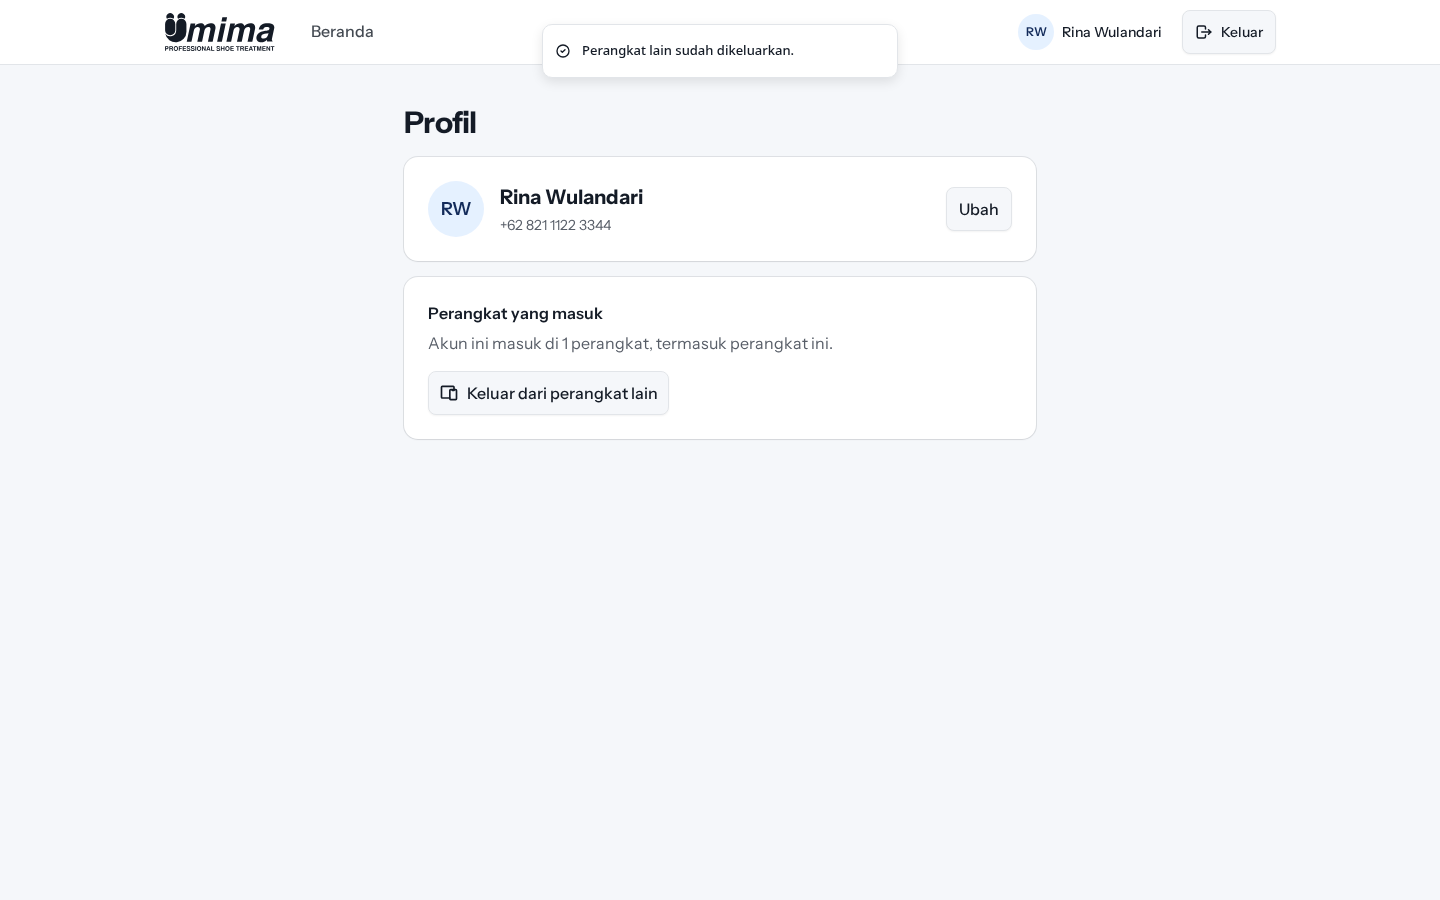 Ümima
PROFESSIONAL SHOE TREATMENT
Beranda
Perangkat lain sudah dikeluarkan.
RW
Rina Wulandari
Keluar
Profil
RW
Rina Wulandari
+62 821 1122 3344
Ubah
Perangkat yang masuk
Akun ini masuk di 1 perangkat, termasuk perangkat ini.
Keluar dari perangkat lain